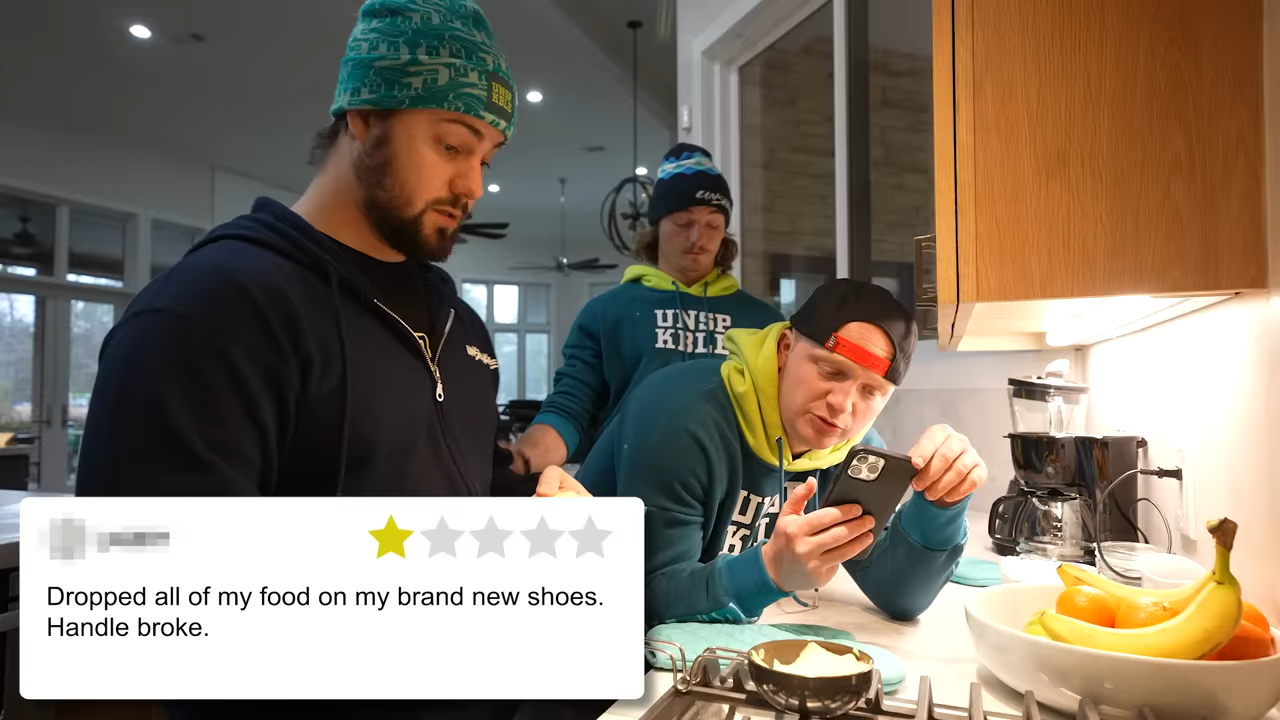 UNSP
KBLE
UNSP
KBLE
Dropped all of my food on my brand new shoes.
Handle broke.